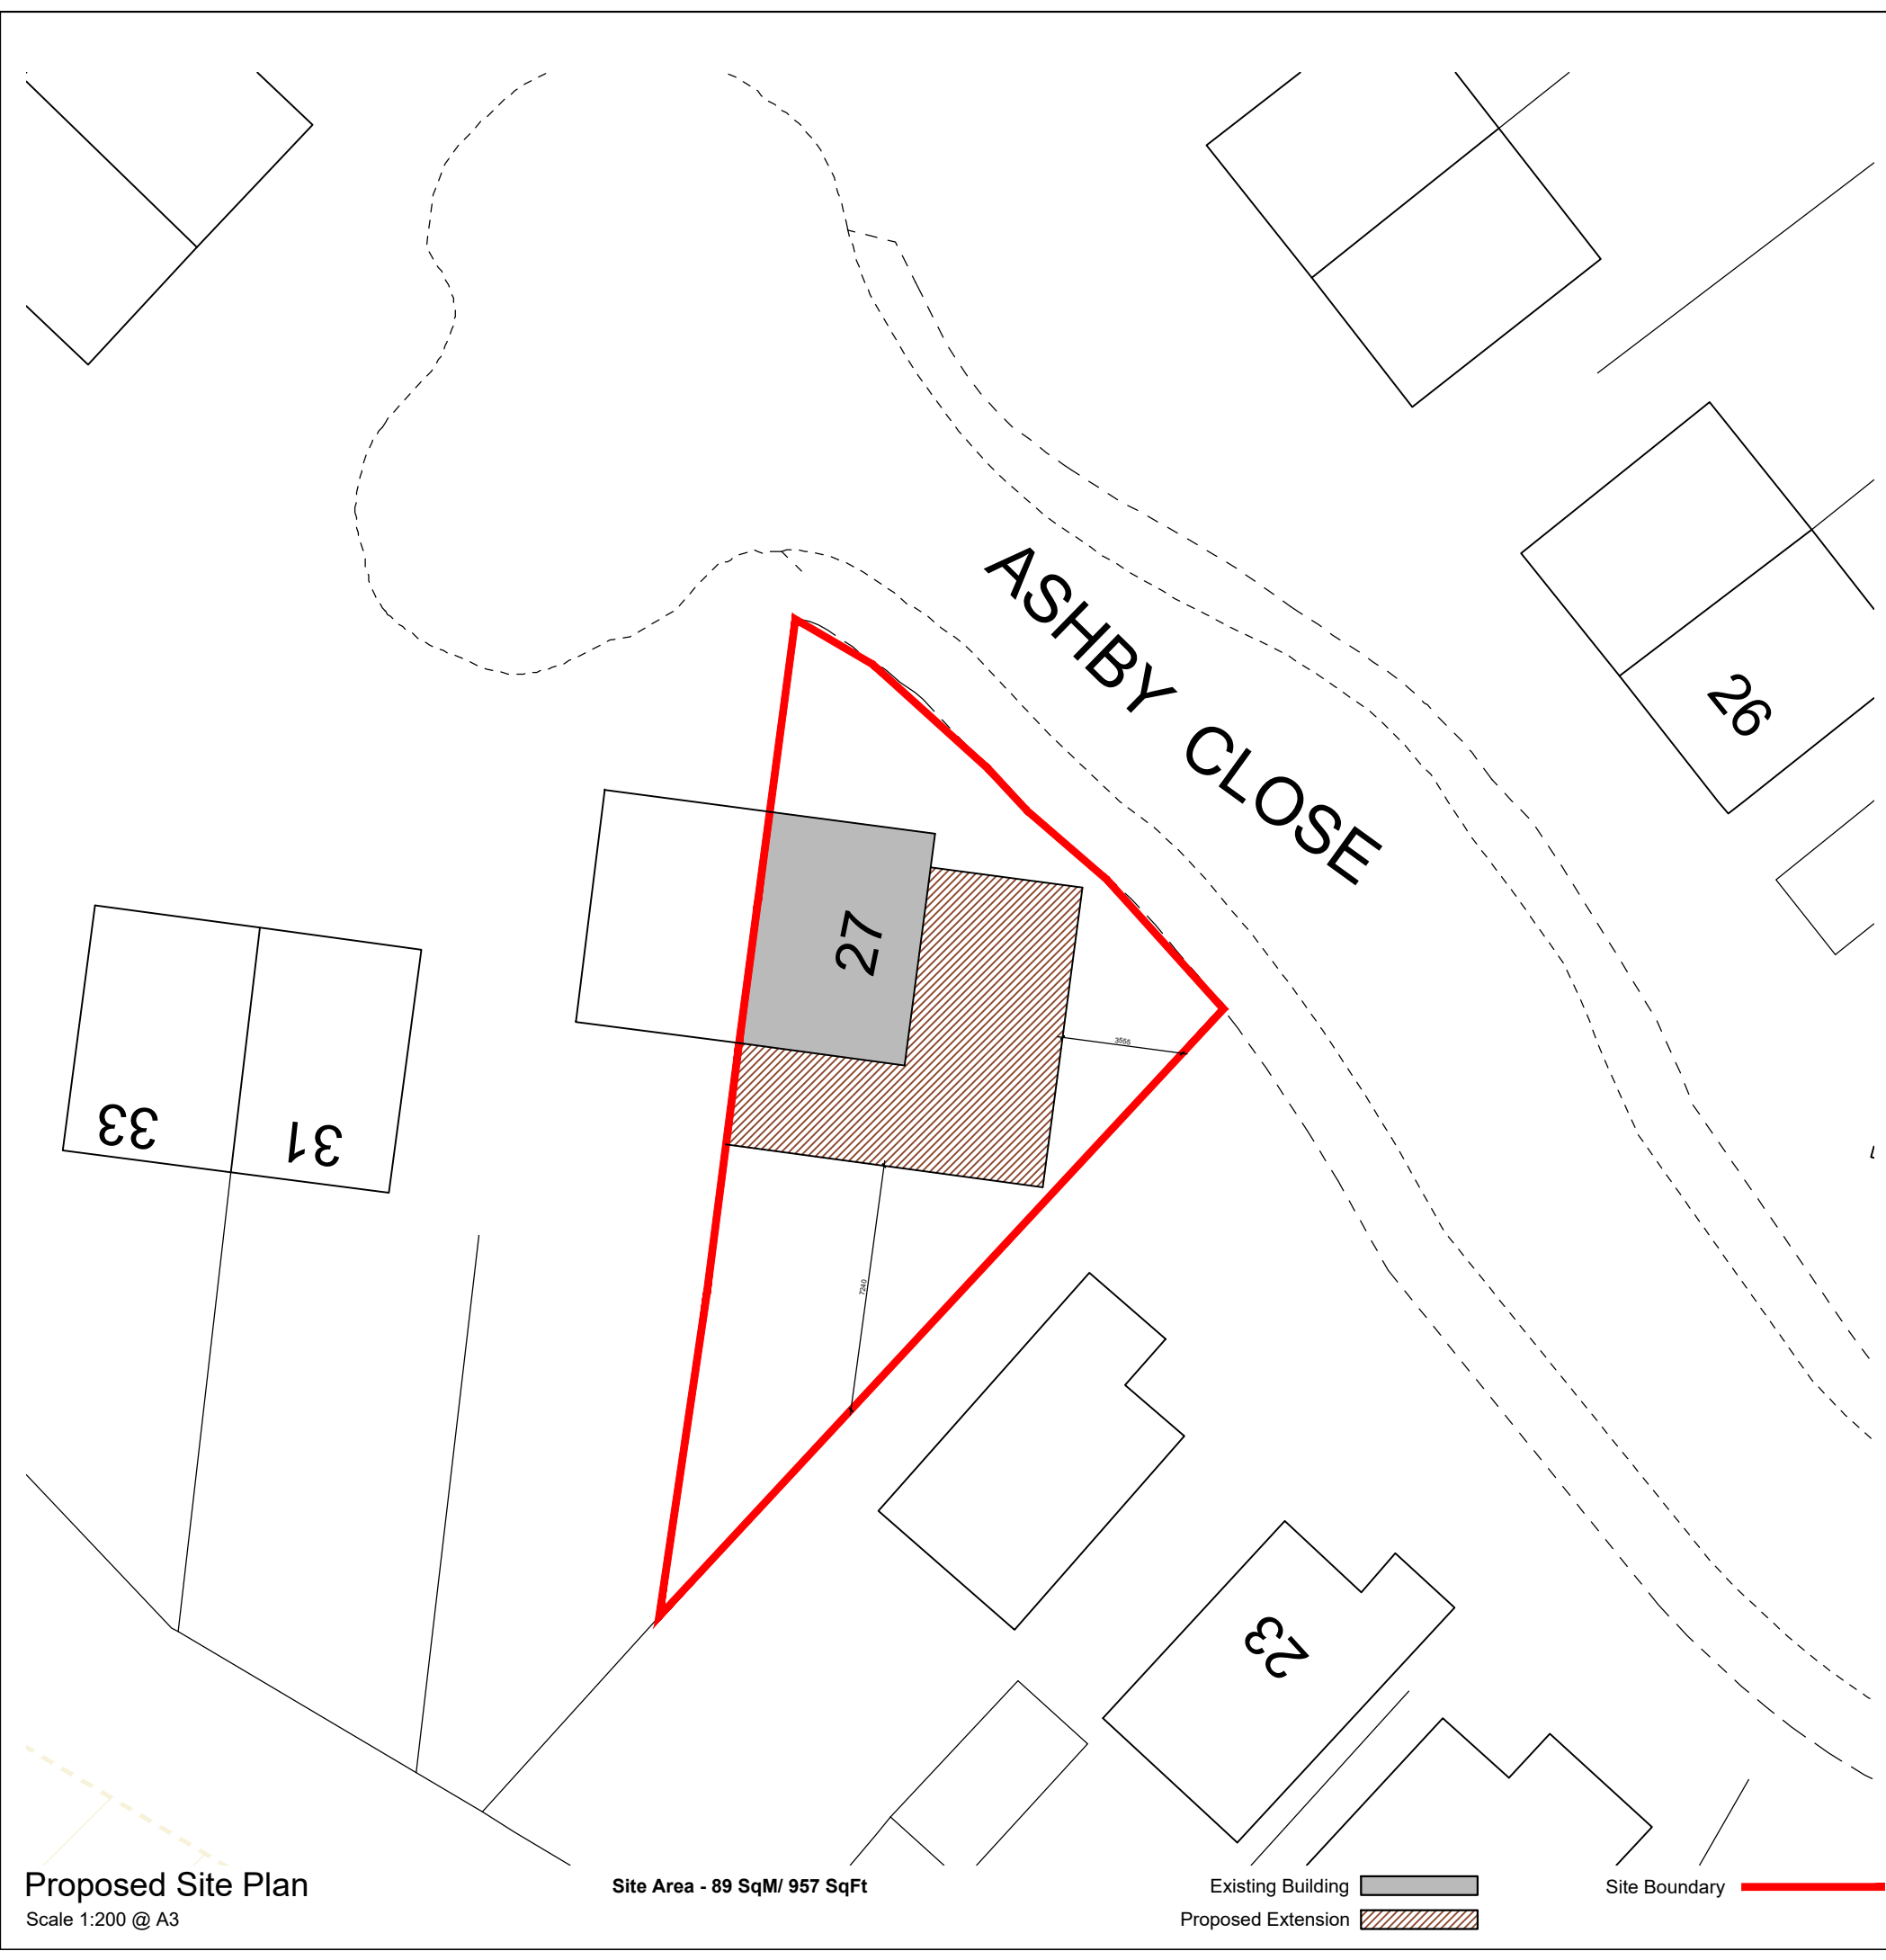 ASHBY CLOSE
26
27
3555
33
31
7240
23
Proposed Site Plan
Scale 1:200 @ A3
Site Area - 89 SqM/ 957 SqFt
Existing Building
Proposed Extension
Site Boundary